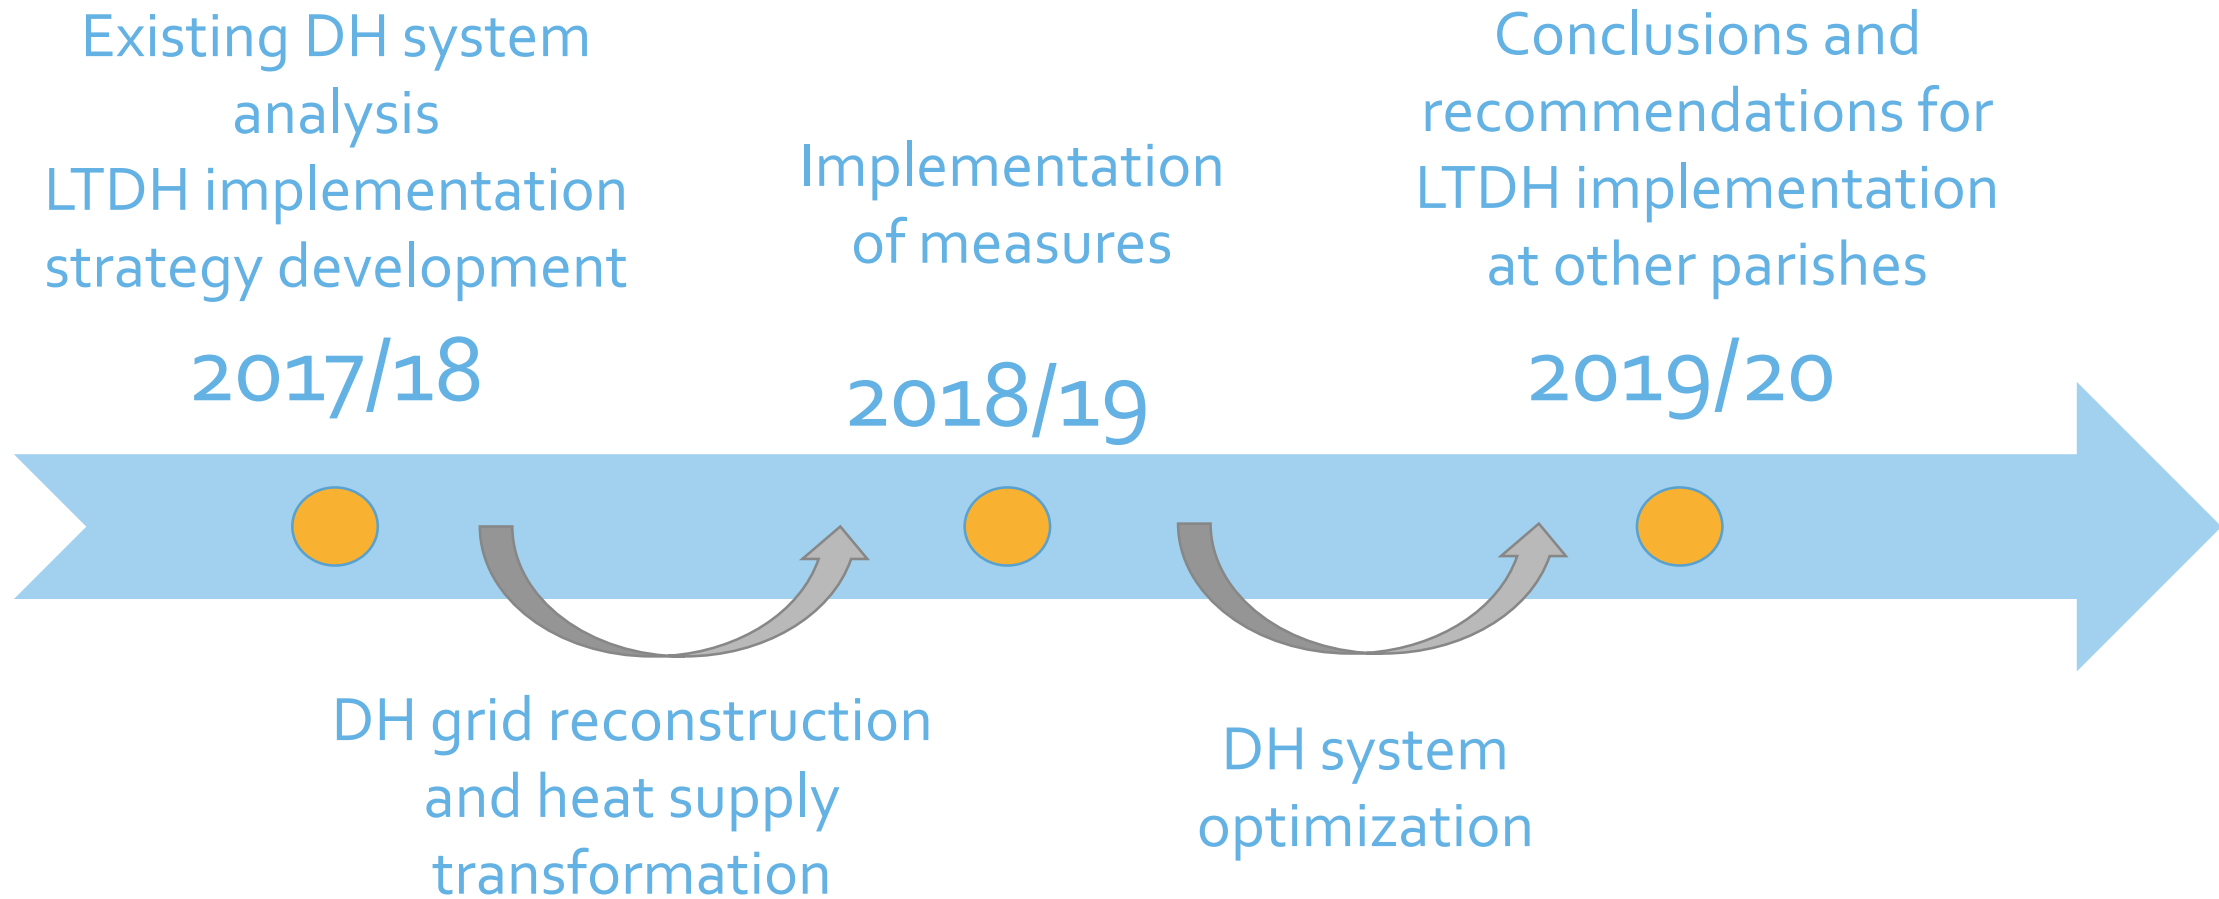 Existing DH system
analysis
LTDH implementation
strategy development
2017/18
Implementation
of measures
2018/19
Conclusions and
recommendations for
LTDH implementation
at other parishes
2019/20
DH grid reconstruction
and heat supply
transformation
DH system
optimization